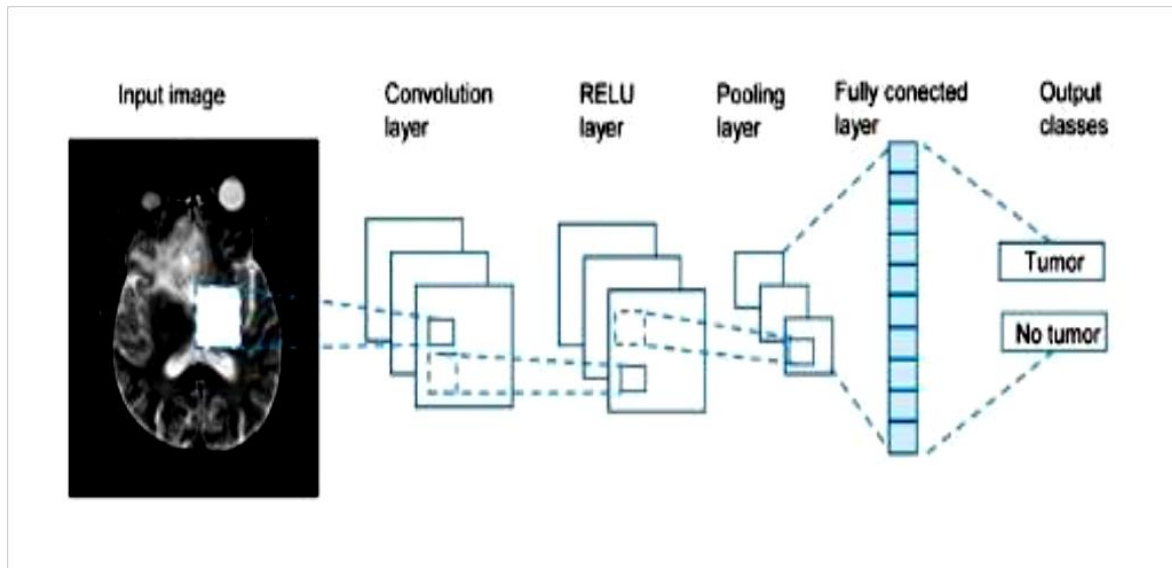 Input image
Convolution
layer
RELU
layer
Pooling
layer
Fully conected
layer
Output
classes
Tumor
No tumor